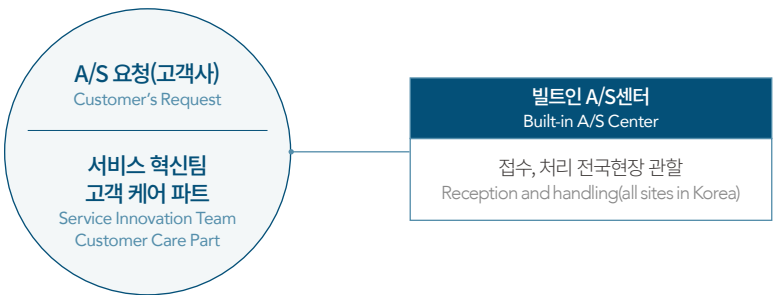 A/S 요청(고객사)
Customer's Request
서비스 혁신팀
고객 케어 파트
Service Innovation Team
Customer Care Part
빌트인 A/S센터
Built-in A/S Center
접수, 처리 전국현장 관할
Reception and handling(all sites in Korea)